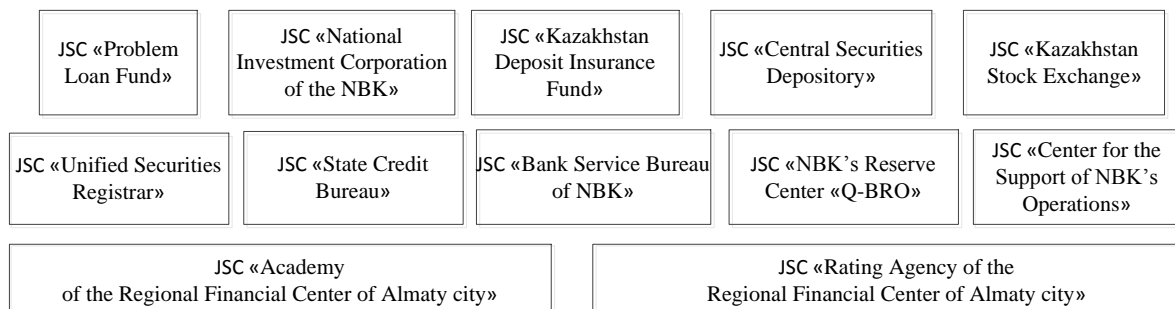 JSC «Problem
Loan Fund»
JSC «National
Investment Corporation
of the NBK»
JSC «Kazakhstan
Deposit Insurance
Fund»
JSC «Central Securities
Depository»
JSC «Kazakhstan
Stock Exchange»
JSC «Unified Securities
Registrar»
JSC «State Credit
Bureau»
JSC «Bank Service Bureau
of NBK»
JSC «NBK’s Reserve
Center «Q-BRO»
JSC «Center for the
Support of NBK’s
Operations»
JSC «Academy
of the Regional Financial Center of Almaty city»
JSC «Rating Agency of the
Regional Financial Center of Almaty city»